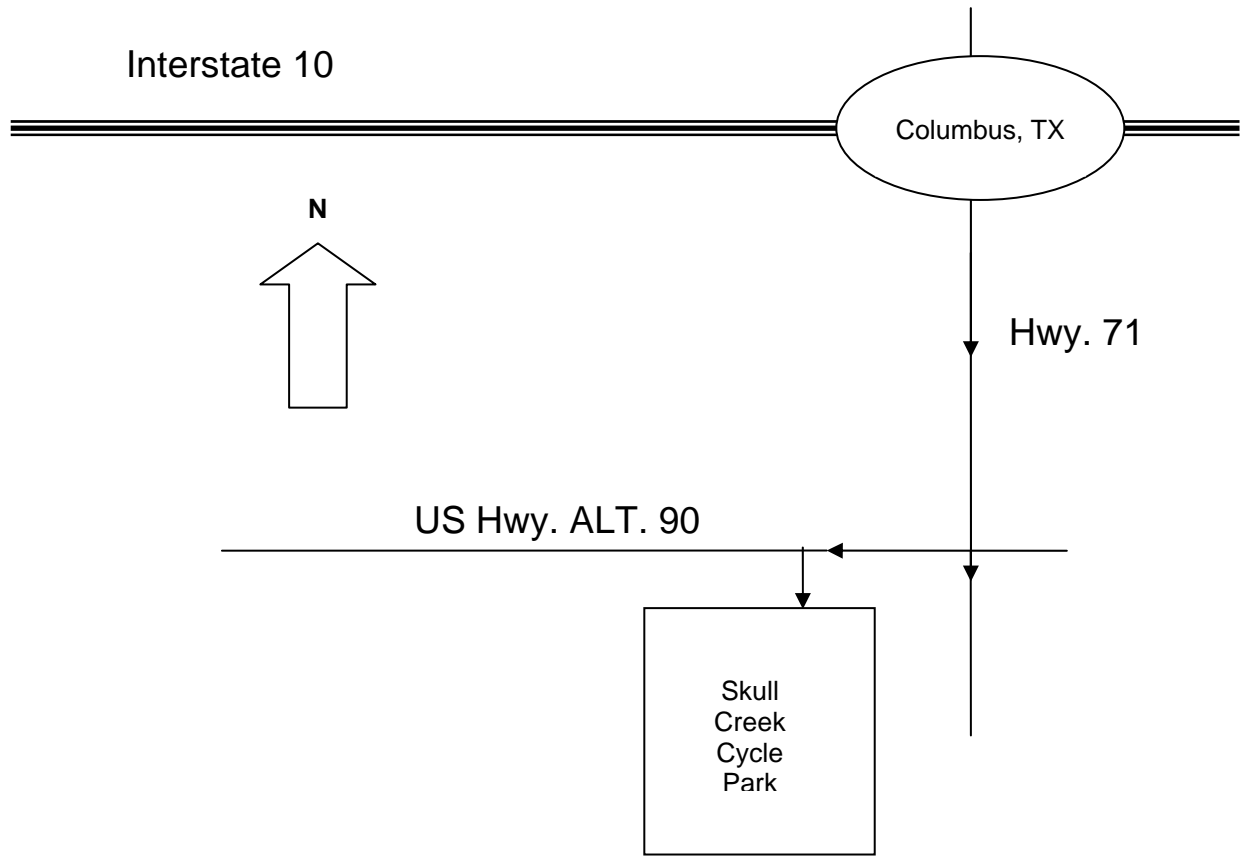 Interstate 10
Columbus, TX
N
Hwy. 71
US Hwy. ALT. 90
Skull
Creek
Cycle
Park